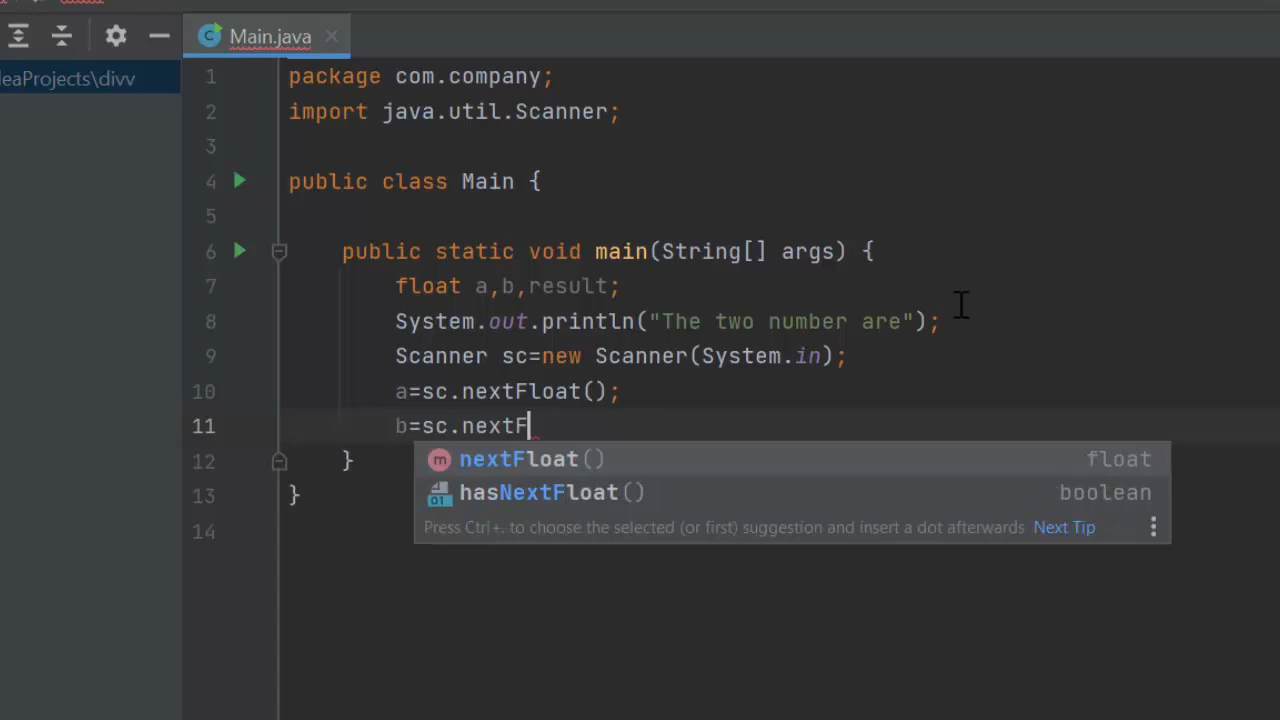 Main.java
leaProjects\divv
1 package com.company;
2 import java.util.Scanner;
3
4 public class Main {
5
6 public static void main(String[] args) {
7 float a,b,result;
8 System.out.println("The two number are");
9 Scanner sc=new Scanner(System.in);
10 a=sc.nextFloat();
11 b=sc.nextF
m nextFloat() float
01 hasNextFloat() boolean
Press Ctrl+. to choose the selected (or first) suggestion and insert a dot afterwards Next Tip
12 }
13 }
14